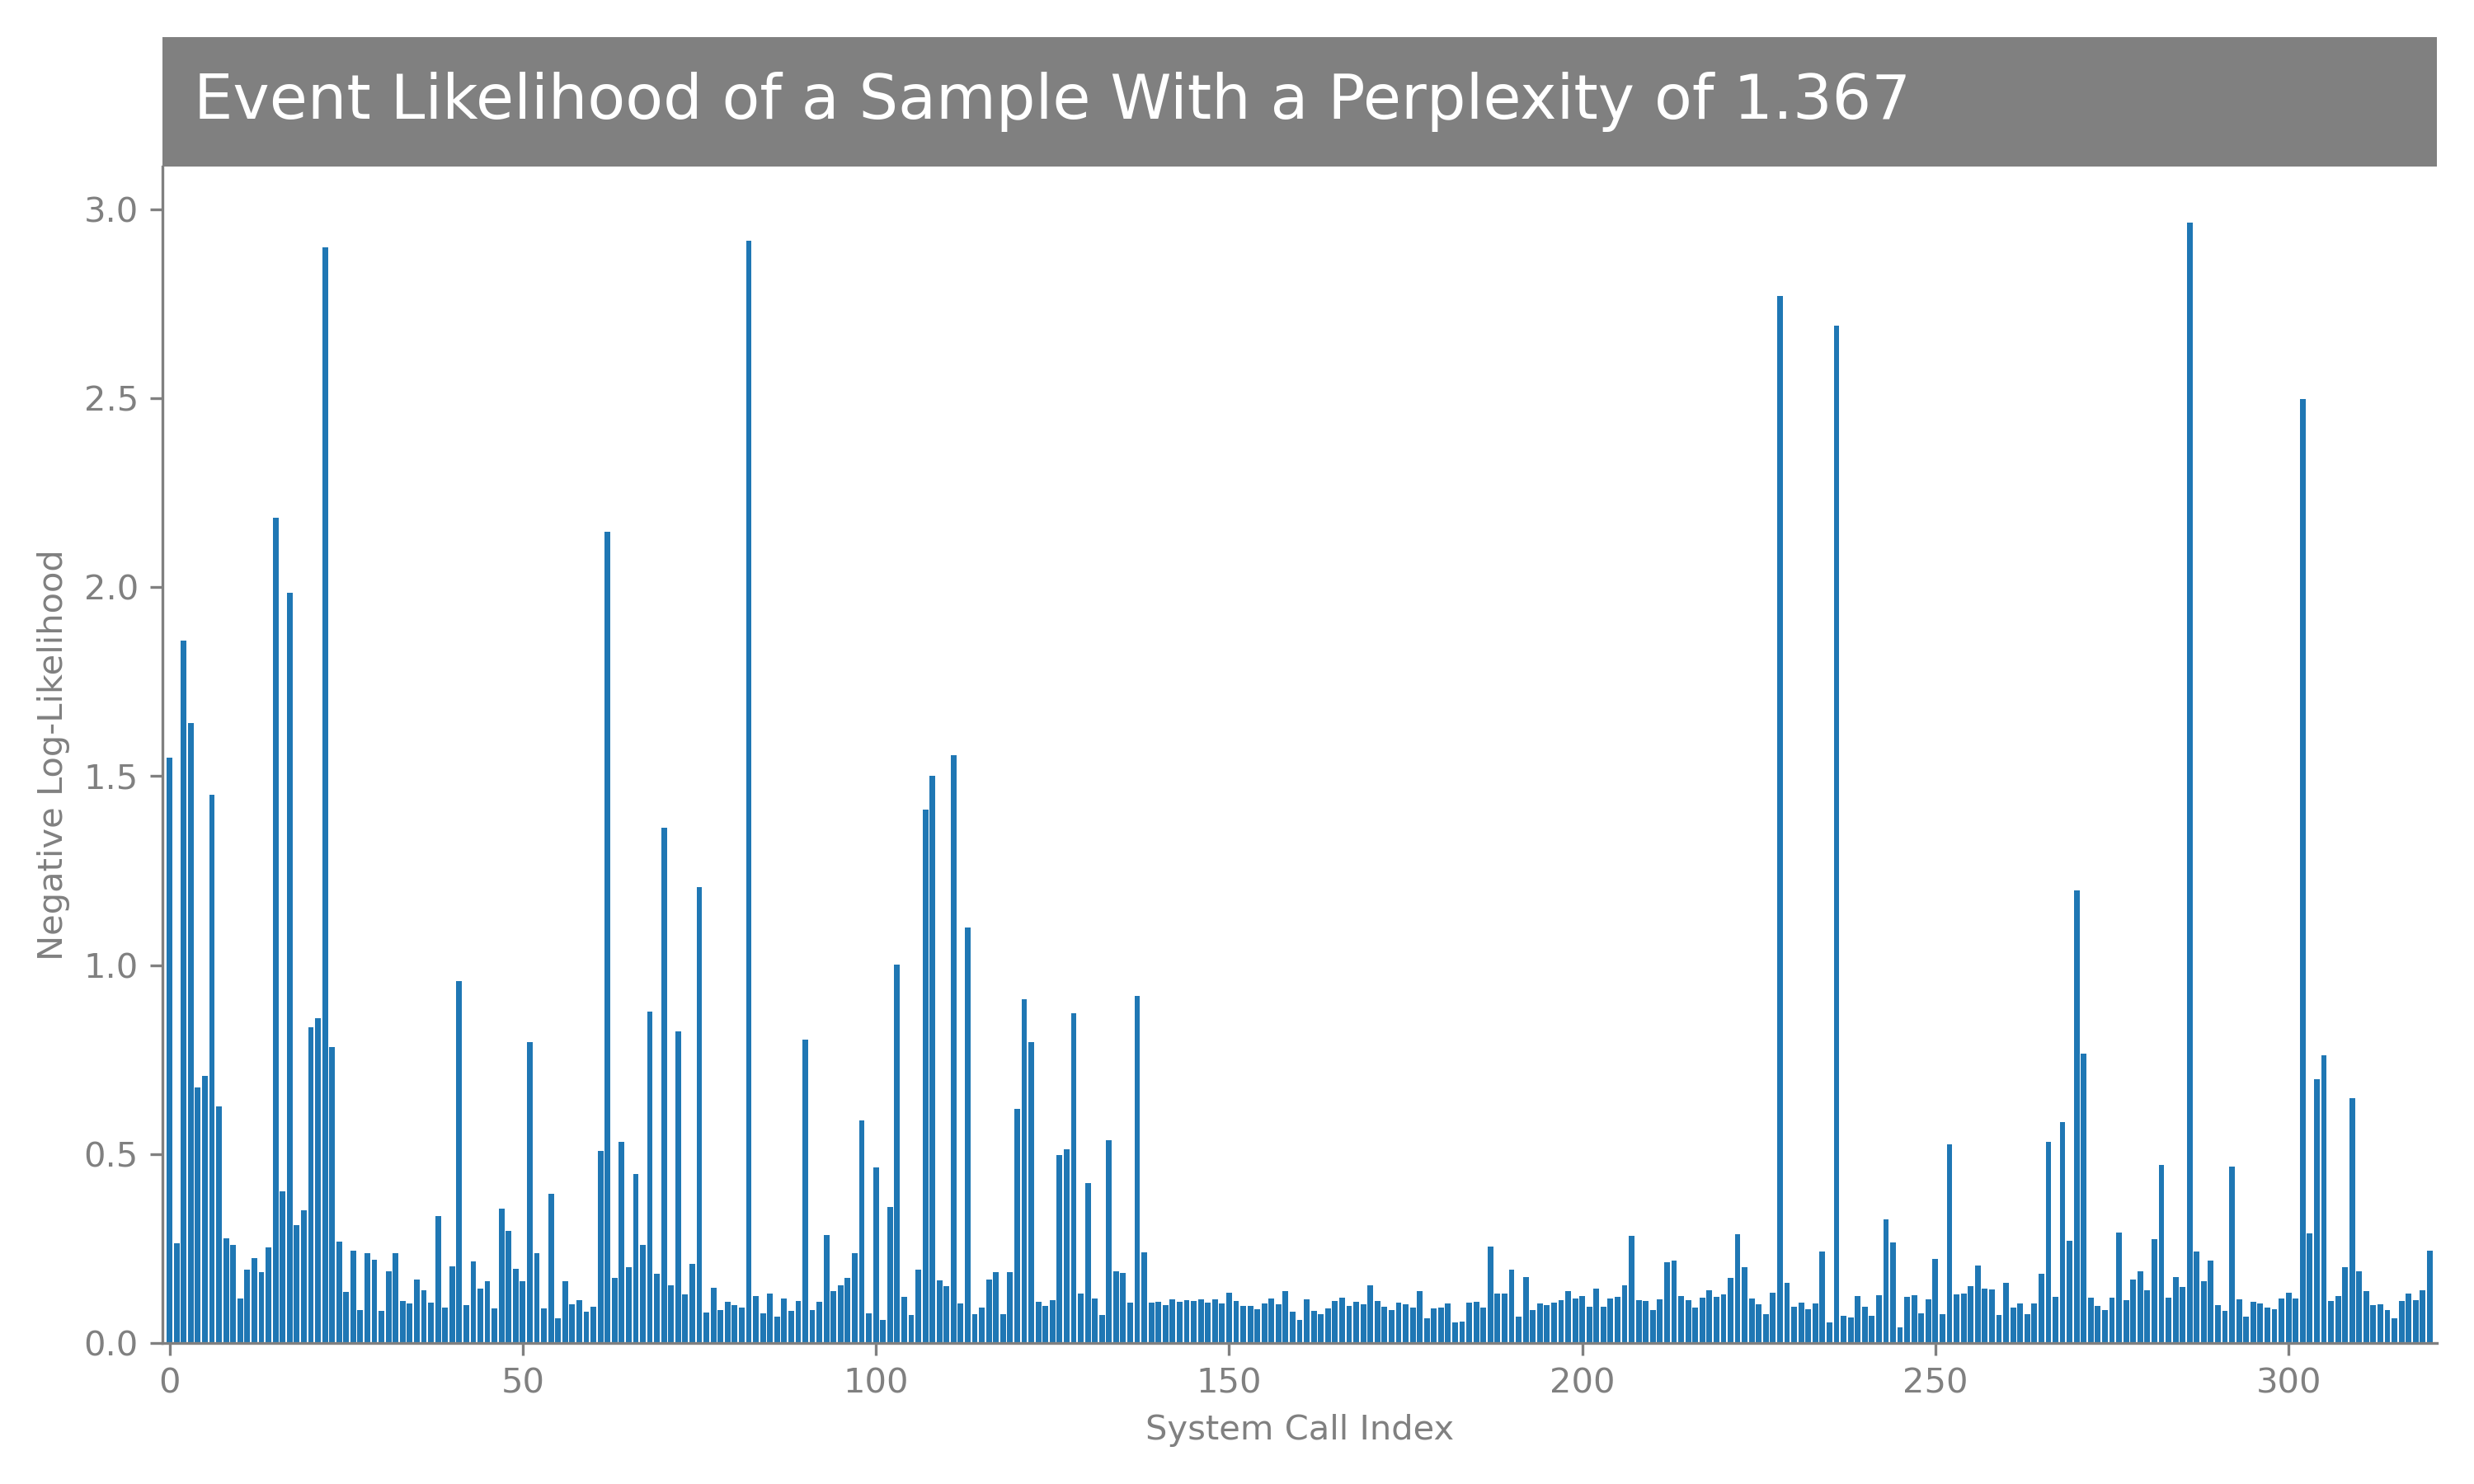 Event Likelihood of a Sample With a Perplexity of 1.367
3.0
2.5
2.0
1.5
1.0
0.5
0.0
Negative Log-Likelihood
0 50 100 150 200 250 300
System Call Index